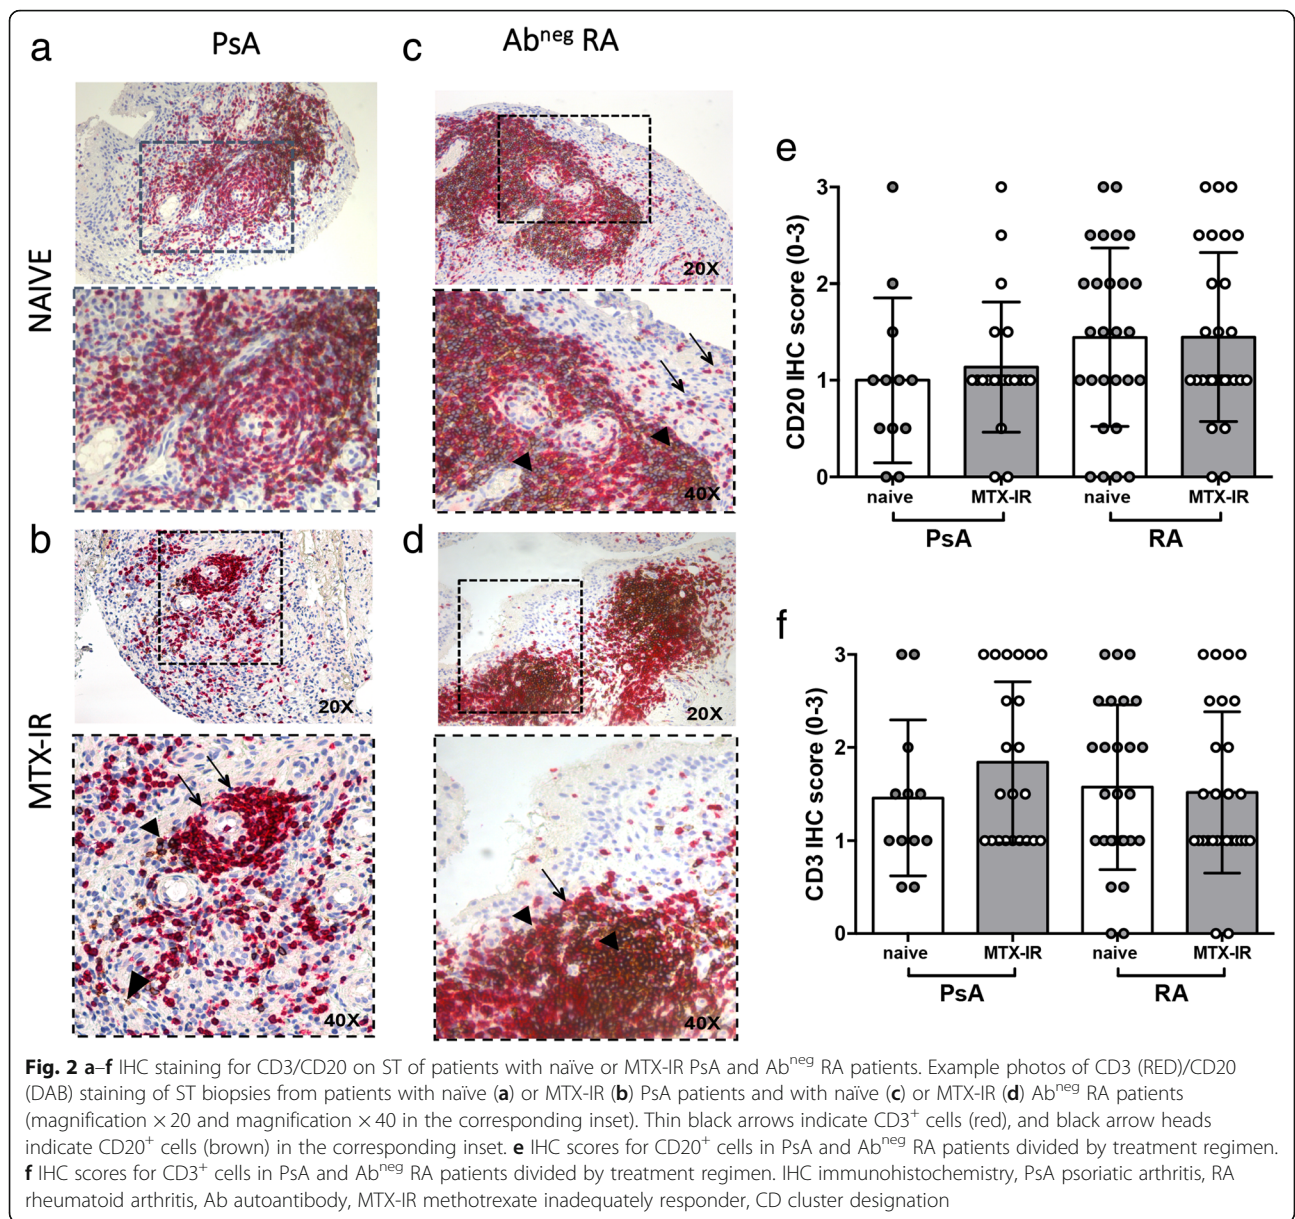 a
PsA
c
Ab^neg RA
NAIVE
20X
40X
b
d
MTX-IR
20X
20X
40X
40X
e
CD20 IHC score (0-3)
3
2
1
0
naive
MTX-IR
naive
MTX-IR
PsA
RA
f
CD3 IHC score (0-3)
3
2
1
0
naive
MTX-IR
naive
MTX-IR
PsA
RA
Fig. 2 a–f IHC staining for CD3/CD20 on ST of patients with naïve or MTX-IR PsA and Ab^neg RA patients. Example photos of CD3 (RED)/CD20
(DAB) staining of ST biopsies from patients with naïve (a) or MTX-IR (b) PsA patients and with naïve (c) or MTX-IR (d) Ab^neg RA patients
(magnification × 20 and magnification × 40 in the corresponding inset). Thin black arrows indicate CD3+ cells (red), and black arrow heads
indicate CD20+ cells (brown) in the corresponding inset. e IHC scores for CD20+ cells in PsA and Ab^neg RA patients divided by treatment regimen.
f IHC scores for CD3+ cells in PsA and Ab^neg RA patients divided by treatment regimen. IHC immunohistochemistry, PsA psoriatic arthritis, RA
rheumatoid arthritis, Ab autoantibody, MTX-IR methotrexate inadequately responder, CD cluster designation